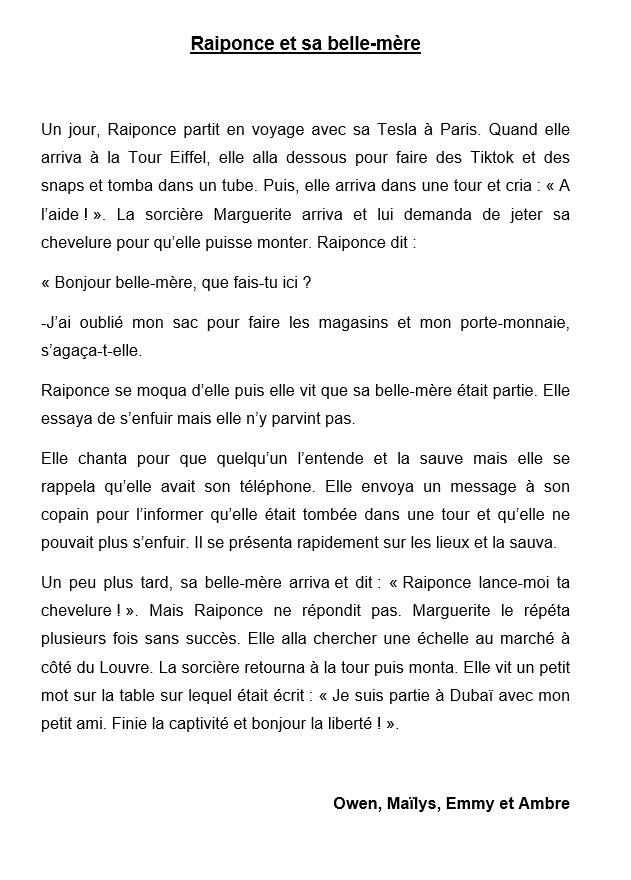 Raiponce et sa belle-mère
Un jour, Raiponce partit en voyage avec sa Tesla à Paris. Quand elle
arriva à la Tour Eiffel, elle alla dessous pour faire des Tiktok et des
snaps et tomba dans un tube. Puis, elle arriva dans une tour et cria : « A
l’aide ! ». La sorcière Marguerite arriva et lui demanda de jeter sa
chevelure pour qu’elle puisse monter. Raiponce dit :
« Bonjour belle-mère, que fais-tu ici ?
-J’ai oublié mon sac pour faire les magasins et mon porte-monnaie,
s’agaça-t-elle.
Raiponce se moqua d’elle puis elle vit que sa belle-mère était partie. Elle
essaya de s’enfuir mais elle n’y parvint pas.
Elle chanta pour que quelqu’un l’entende et la sauve mais elle se
rappela qu’elle avait son téléphone. Elle envoya un message à son
copain pour l’informer qu’elle était tombée dans une tour et qu’elle ne
pouvait plus s’enfuir. Il se présenta rapidement sur les lieux et la sauva.
Un peu plus tard, sa belle-mère arriva et dit : « Raiponce lance-moi ta
chevelure ! ». Mais Raiponce ne répondit pas. Marguerite le répéta
plusieurs fois sans succès. Elle alla chercher une échelle au marché à
côté du Louvre. La sorcière retourna à la tour puis monta. Elle vit un petit
mot sur la table sur lequel était écrit : « Je suis partie à Dubaï avec mon
petit ami. Finie la captivité et bonjour la liberté ! ».
Owen, Maïlys, Emmy et Ambre